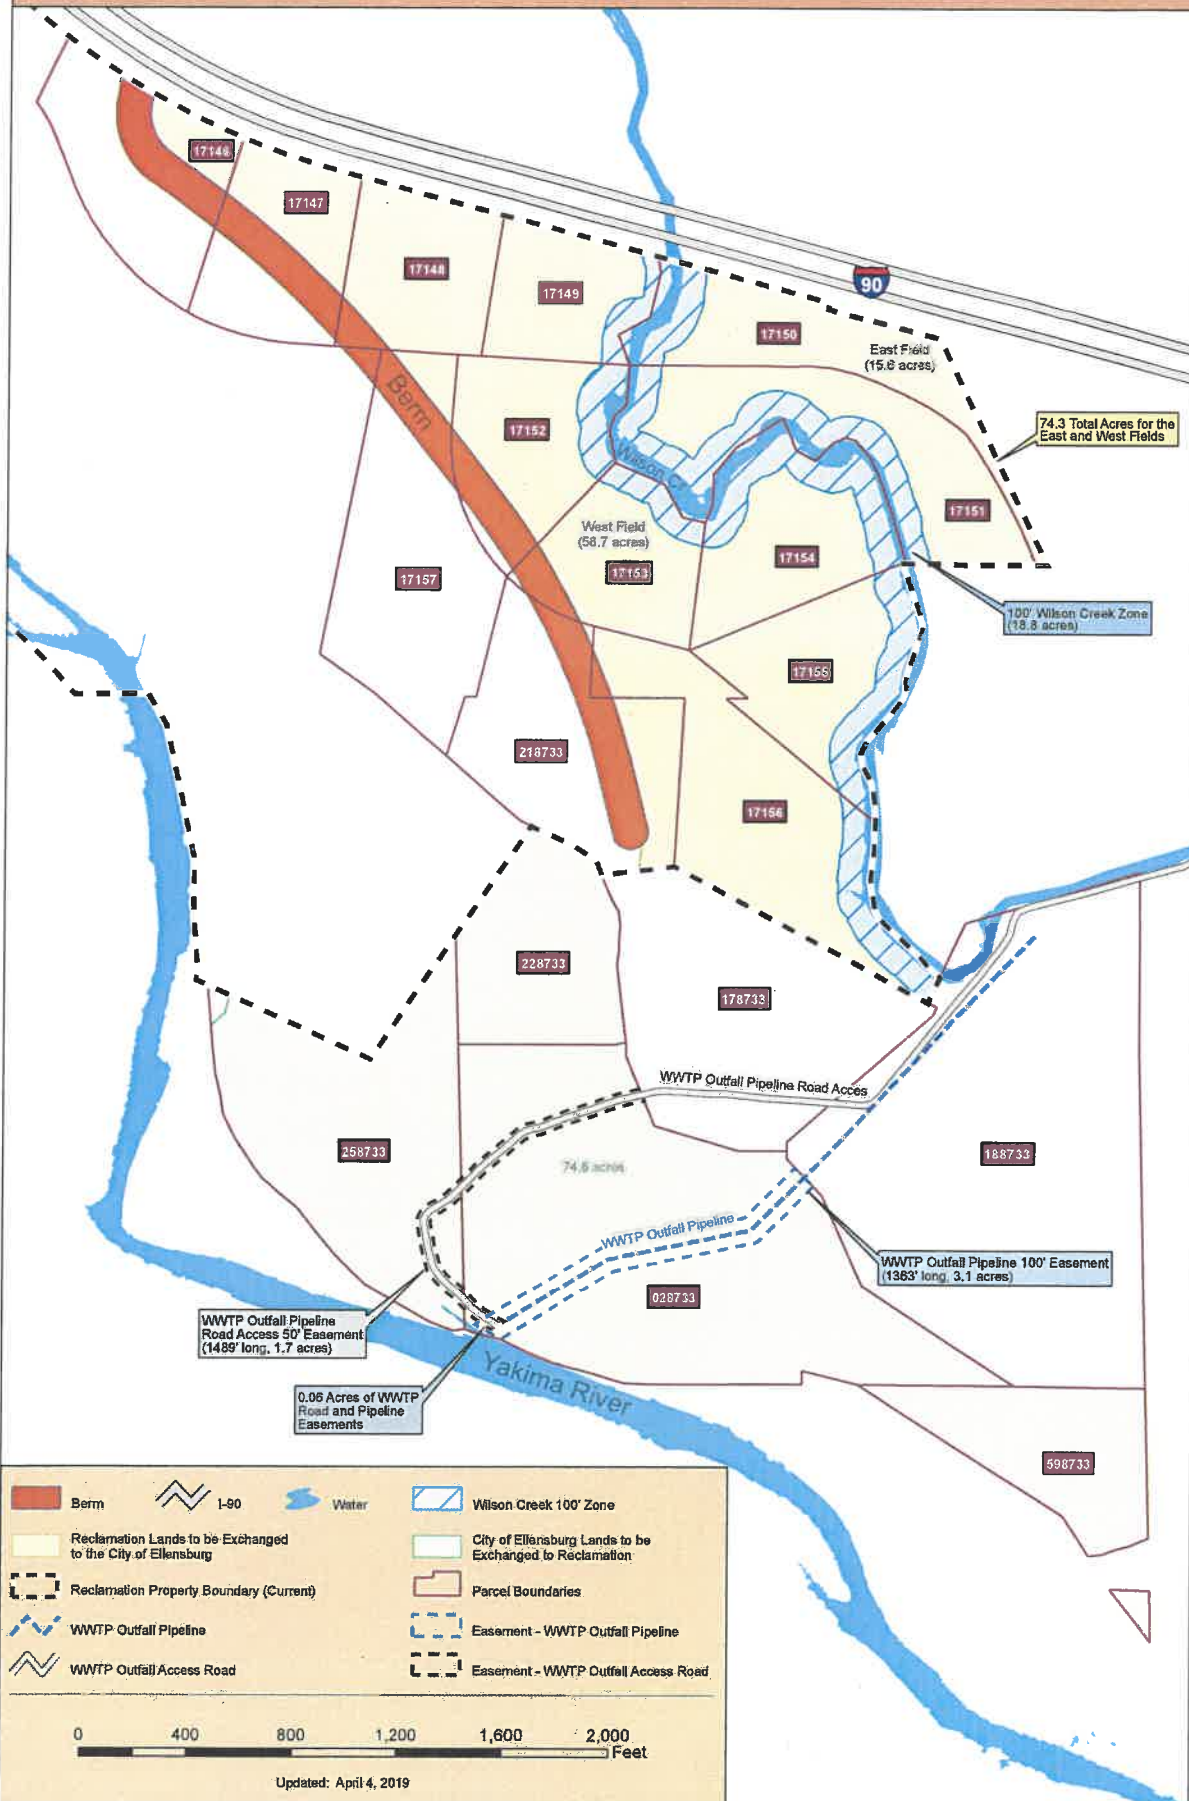 17146
17147
17148
17149
90
17150
East Field
(15.6 acres)
Berm
17152
74.3 Total Acres for the
East and West Fields
Wilson Cr
17151
West Field
(58.7 acres)
17153
17154
17157
100' Wilson Creek Zone
(18.8 acres)
17155
218733
17156
228733
178733
WWTP Outfall Pipeline Road Acces
258733
74.6 acres
188733
WWTP Outfall Pipeline
WWTP Outfall Pipeline 100' Easement
(1363' long, 3.1 acres)
028733
WWTP Outfall Pipeline
Road Access 50' Easement
(1489' long, 1.7 acres)
Yakima River
0.06 Acres of WWTP
Road and Pipeline
Easements
598733
Berm
I-90
Water
Wilson Creek 100' Zone
Reclamation Lands to be Exchanged
to the City of Ellensburg
City of Ellensburg Lands to be
Exchanged to Reclamation
Reclamation Property Boundary (Current)
Parcel Boundaries
WWTP Outfall Pipeline
Easement - WWTP Outfall Pipeline
WWTP Outfall Access Road
Easement - WWTP Outfall Access Road
0 400 800 1,200 1,600 2,000
Feet
Updated: April 4, 2019